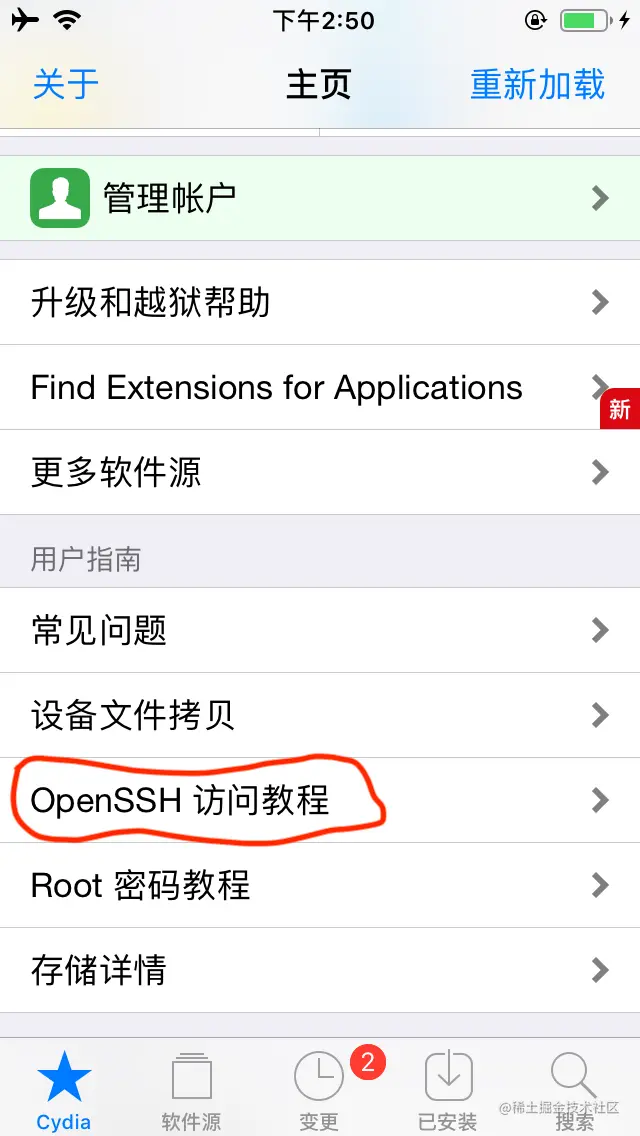 下午2:50
关于 主页 重新加载
管理帐户
升级和越狱帮助
Find Extensions for Applications
新
更多软件源
用户指南
常见问题
设备文件拷贝
OpenSSH 访问教程
Root 密码教程
存储详情
2
Cydia 软件源 变更 已安装 搜索
@稀土掘金技术社区